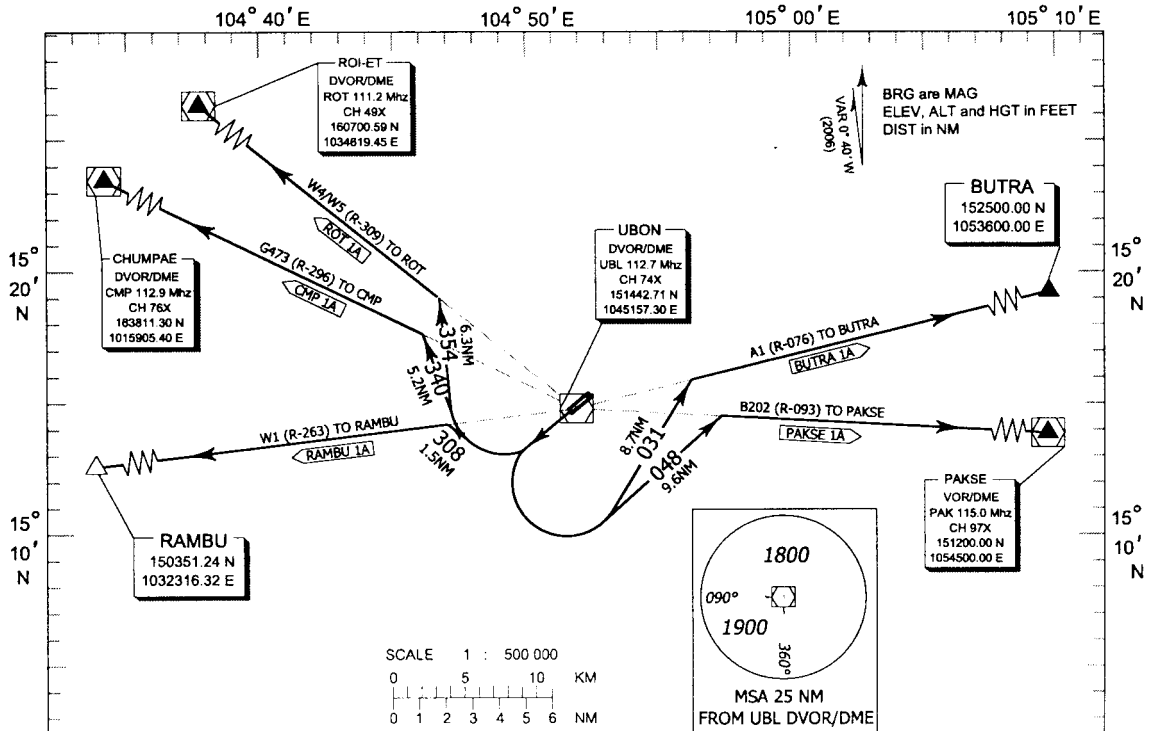 104° 40' E
104° 50' E
105° 00' E
105° 10' E
ROI-ET
DVOR/DME
ROT 111.2 Mhz
CH 49X
160700.59 N
1034619.45 E
VAR 0° 40' W
(2006)
BRG are MAG
ELEV, ALT and HGT in FEET
DIST in NM
BUTRA
152500.00 N
1053600.00 E
W4/W5 (R-309) TO ROT
ROT 1A
UBON
DVOR/DME
UBL 112.7 Mhz
CH 74X
151442.71 N
1045157.30 E
15°
20'
N
15°
20'
N
CHUMPAE
DVOR/DME
CMP 112.9 Mhz
CH 76X
163811.30 N
1015905.40 E
G473 (R-296) TO CMP
CMP 1A
354
6.3NM
340
5.2NM
A1 (R-076) TO BUTRA
BUTRA 1A
B202 (R-093) TO PAKSE
PAKSE 1A
W1 (R-263) TO RAMBU
RAMBU 1A
308
1.5NM
8.7NM
031
048
9.6NM
PAKSE
VOR/DME
PAK 115.0 Mhz
CH 97X
151200.00 N
1054500.00 E
15°
10'
N
15°
10'
N
RAMBU
150351.24 N
1032316.32 E
1800
090°
1900
360°
MSA 25 NM
FROM UBL DVOR/DME
SCALE 1 : 500 000
0 5 10 KM
0 1 2 3 4 5 6 NM